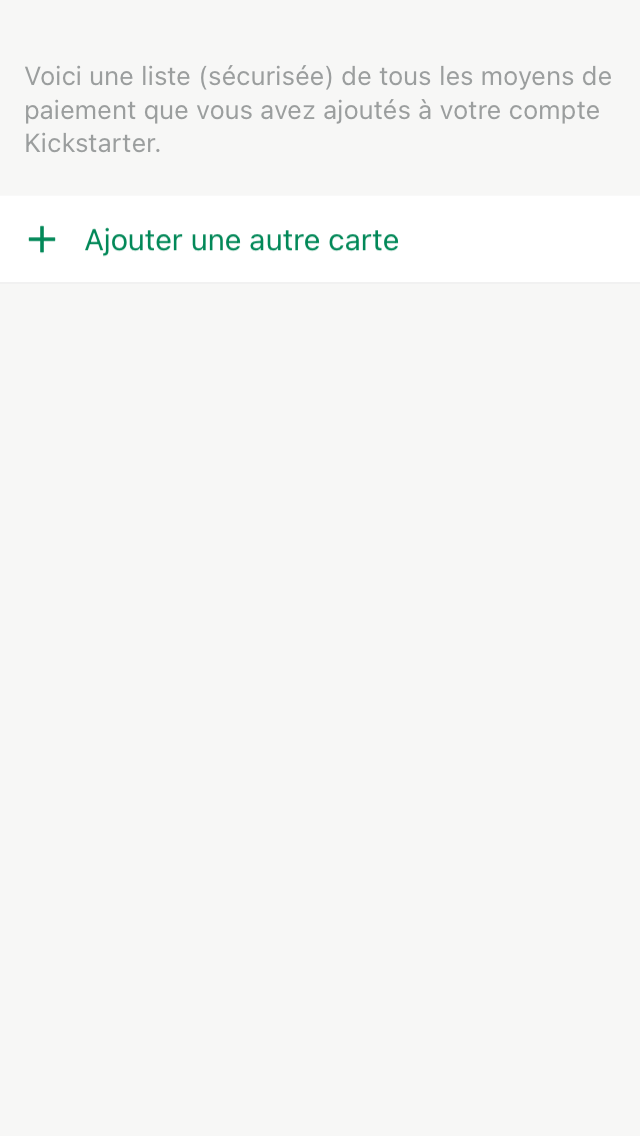 Voici une liste (sécurisée) de tous les moyens de
paiement que vous avez ajoutés à votre compte
Kickstarter.
+ Ajouter une autre carte